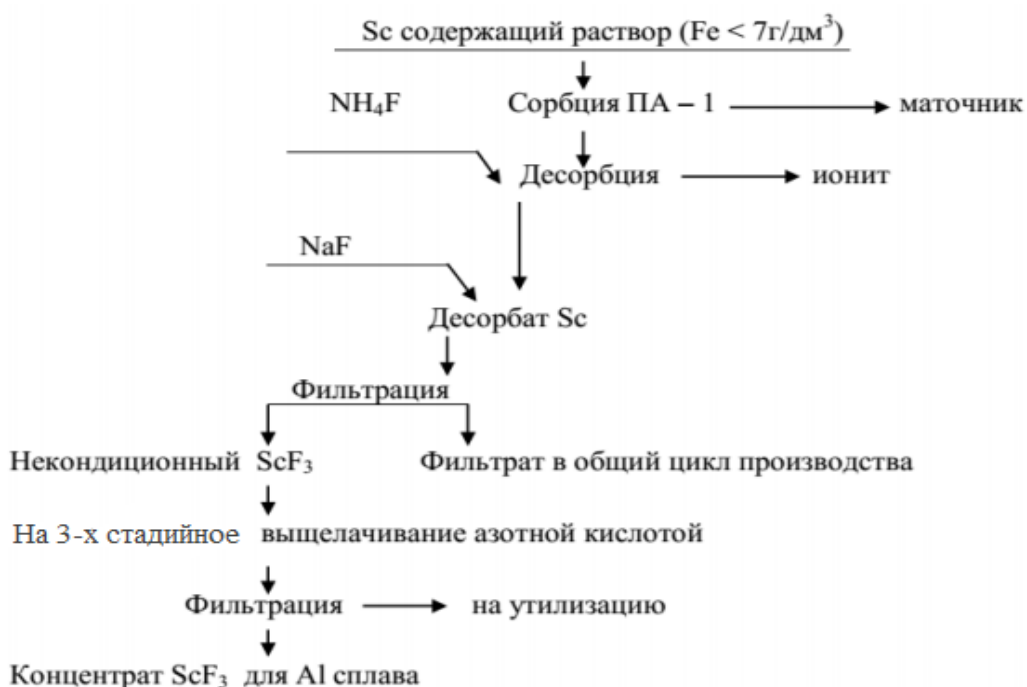 Sc содержащий раствор (Fe < 7г/дм³)
NH₄F
Сорбция ПА – 1
маточник
Десорбция
ионит
NaF
Десорбат Sc
Фильтрация
Некондиционный ScF₃
Фильтрат в общий цикл производства
На 3-х стадийное выщелачивание азотной кислотой
Фильтрация
на утилизацию
Концентрат ScF₃ для Al сплава